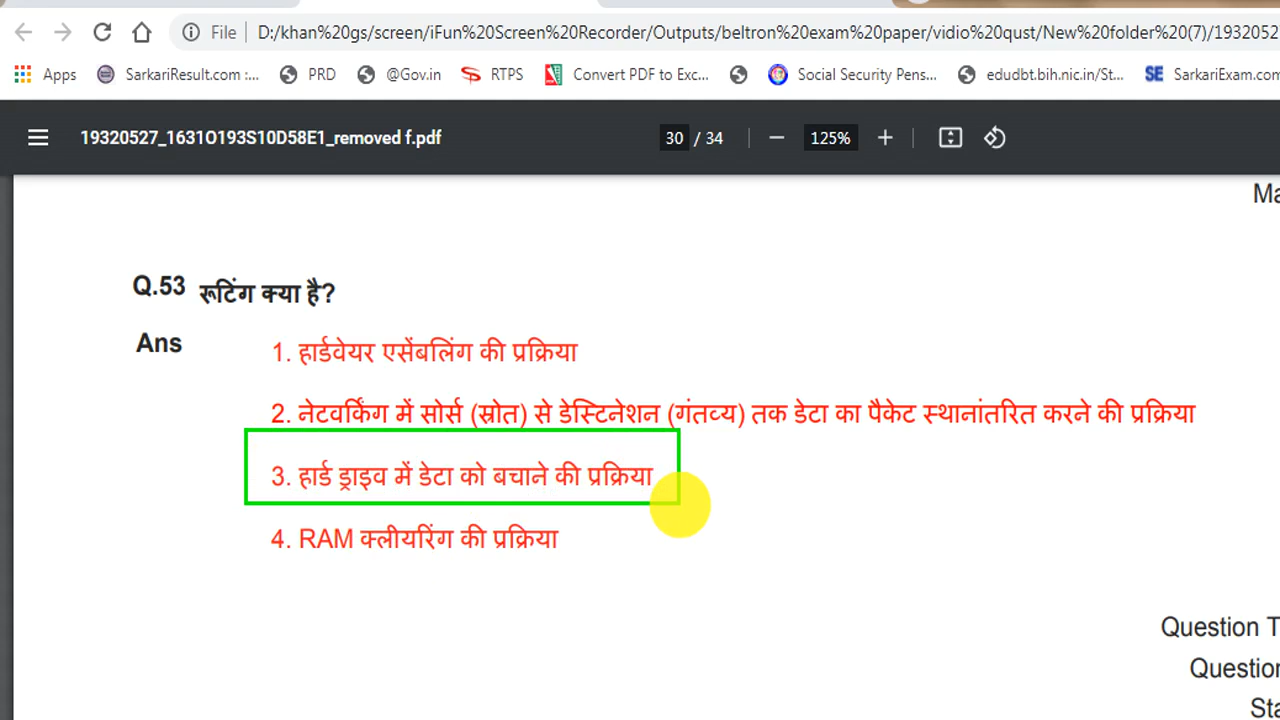 File D:/khan%20gs/screen/iFun%20Screen%20Recorder/Outputs/beltron%20exam%20paper/vidio%20qust/New%20folder%20(7)/1932052
Apps SarkariResult.com :... PRD @Gov.in RTPS Convert PDF to Exc... Social Security Pens... edudbt.bih.nic.in/St... SarkariExam.com
19320527_1631O193S10D58E1_removed f.pdf 30 / 34 125%
Q.53 रूटिंग क्या है?
Ans
1. हार्डवेयर एसेंबलिंग की प्रक्रिया
2. नेटवर्किंग में सोर्स (स्रोत) से डेस्टिनेशन (गंतव्य) तक डेटा का पैकेट स्थानांतरित करने की प्रक्रिया
3. हार्ड ड्राइव में डेटा को बचाने की प्रक्रिया
4. RAM क्लीयरिंग की प्रक्रिया
Question